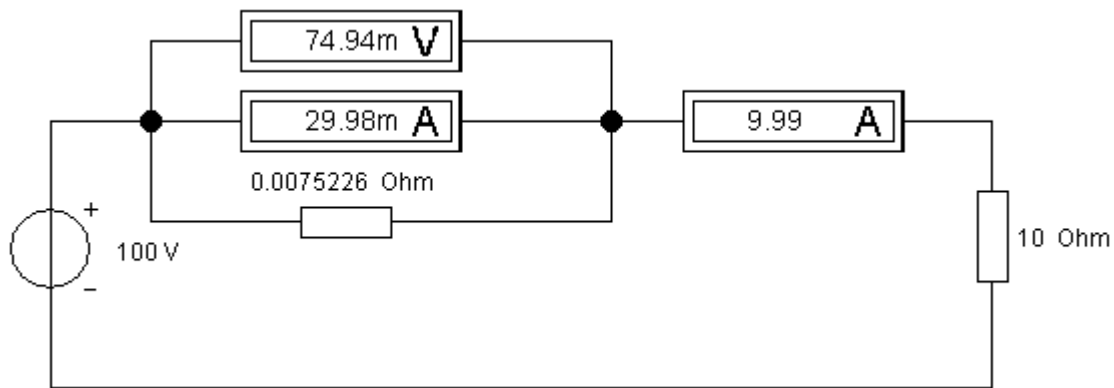 74.94m V
29.98m A
9.99 A
0.0075226 Ohm
+
100 V
−
10 Ohm